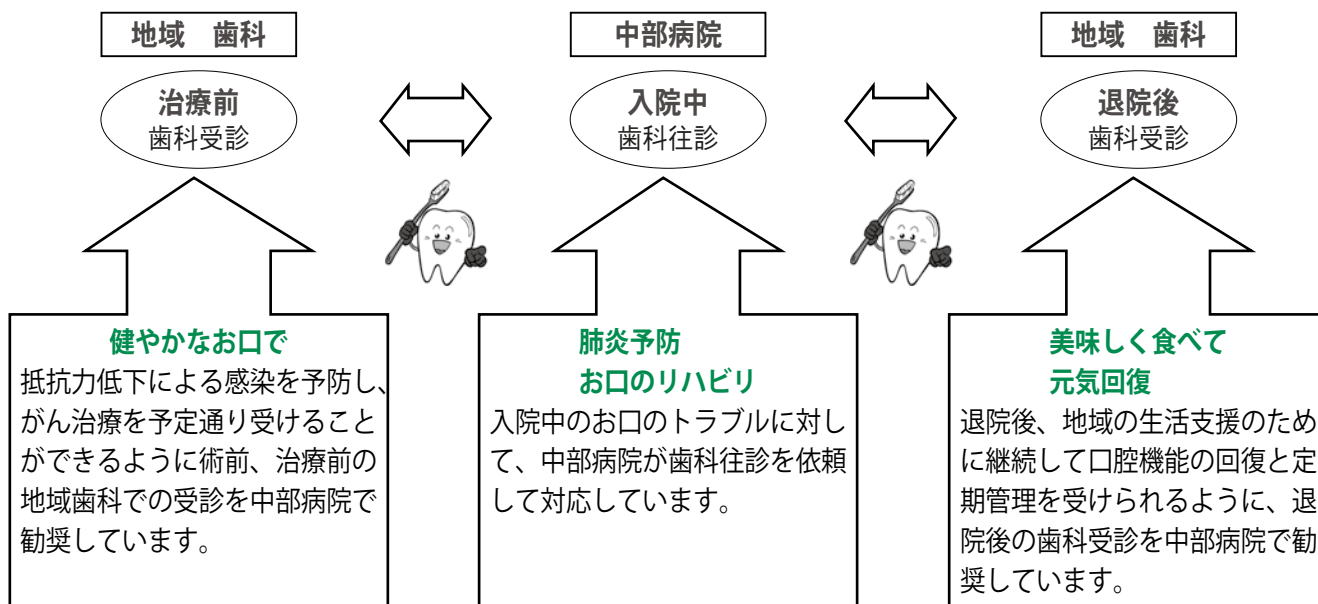 地域　歯科
治療前
歯科受診
健やかなお口で
抵抗力低下による感染を予防し、
がん治療を予定通り受けること
ができるように術前、治療前の
地域歯科での受診を中部病院で
勧奨しています。
中部病院
入院中
歯科往診
肺炎予防
お口のリハビリ
入院中のお口のトラブルに対し
て、中部病院が歯科往診を依頼
して対応しています。
地域　歯科
退院後
歯科受診
美味しく食べて
元気回復
退院後、地域の生活支援のため
に継続して口腔機能の回復と定
期管理を受けられるように、退
院後の歯科受診を中部病院で勧
奨しています。